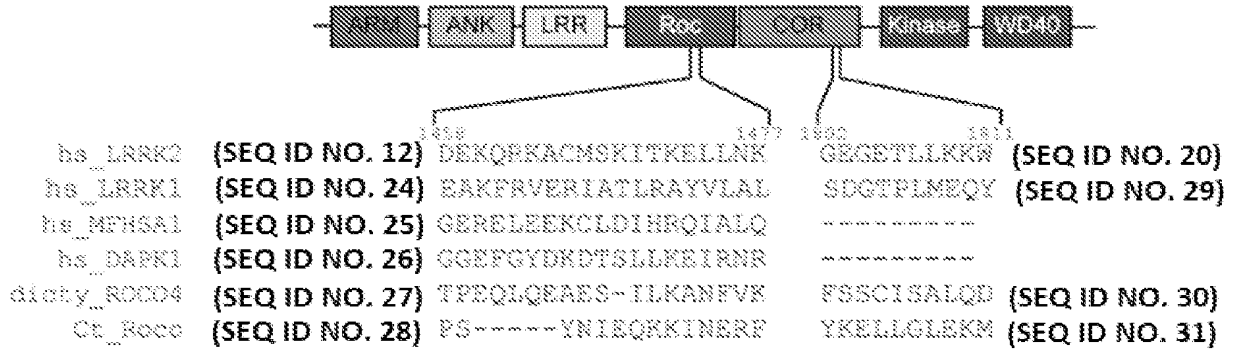 ARM ANK LRR Roc COR Kinase WD40
1458 1477 1802 1811
hs_LRRK2 (SEQ ID NO. 12) DEKQRKACMSKITKELLNK GEGETLLKKW (SEQ ID NO. 20)
hs_LRRK1 (SEQ ID NO. 24) EAKFRVERIATLRAYVLAL SDGTPLMEQY (SEQ ID NO. 29)
hs_MFHSA1 (SEQ ID NO. 25) GERELEEKCLDIHRQIALQ ----------
hs_DAPK1 (SEQ ID NO. 26) GGEFGYDKDTSLLKEIRNR ----------
dicty_ROCO4 (SEQ ID NO. 27) TPEQLQEAES-ILKANFVK FSSCISALQD (SEQ ID NO. 30)
Ct_Roco (SEQ ID NO. 28) PS-----YNIEQKKINERF YKELLGLEKM (SEQ ID NO. 31)